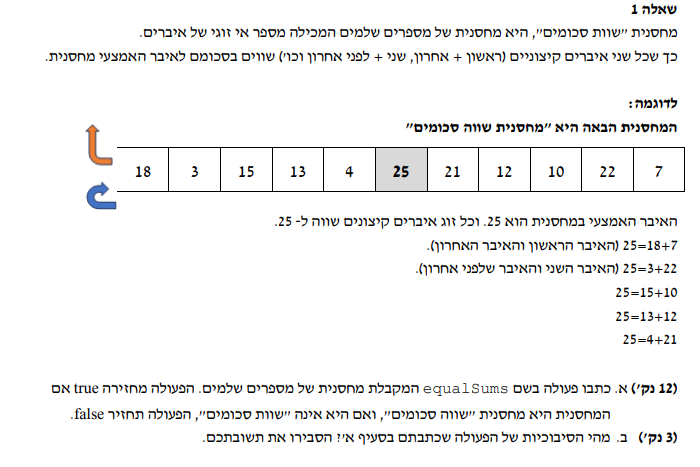 שאלה 1
מחסנית "שוות סכומים", היא מחסנית של מספרים שלמים המכילה מספר אי זוגי של איברים.
כך שכל שני איברים קיצוניים (ראשון + אחרון, שני + לפני אחרון וכו') שווים בסכומם לאיבר האמצעי מחסנית.
לדוגמה:
המחסנית הבאה היא "מחסנית שווה סכומים"
18 3 15 13 4 25 21 12 10 22 7
האיבר האמצעי במחסנית הוא 25. וכל זוג איברים קיצונים שווה ל- 25.
25=18+7 (האיבר הראשון והאיבר האחרון).
25=3+22 (האיבר השני והאיבר שלפני אחרון).
25=15+10
25=13+12
25=4+21
(12 נק') א. כתבו פעולה בשם equalSums המקבלת מחסנית של מספרים שלמים. הפעולה מחזירה true אם
המחסנית היא מחסנית "שווה סכומים", ואם היא אינה "שוות סכומים", הפעולה תחזיר false.
(3 נק') ב. מהי הסיבוכיות של הפעולה שכתבתם בסעיף א'? הסבירו את תשובתכם.